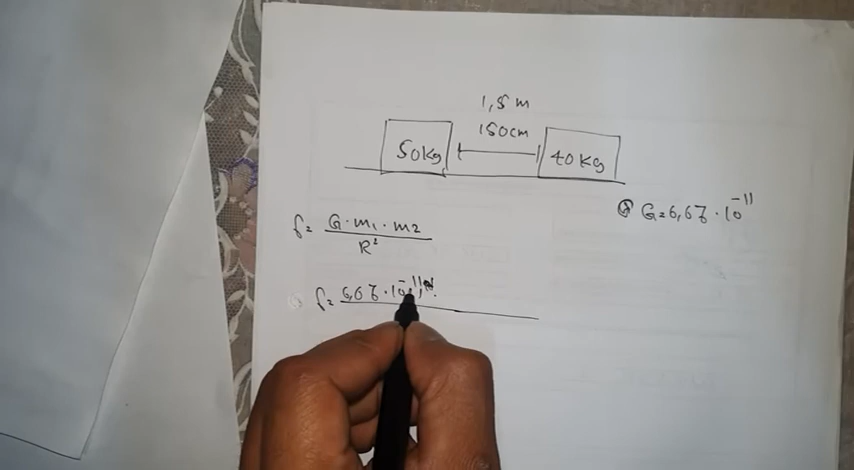 1,5 m
150cm
50kg
40kg
G=6,67 · 10⁻¹¹
f= G·m₁·m₂
R²
f= 6,67 · 10⁻¹¹